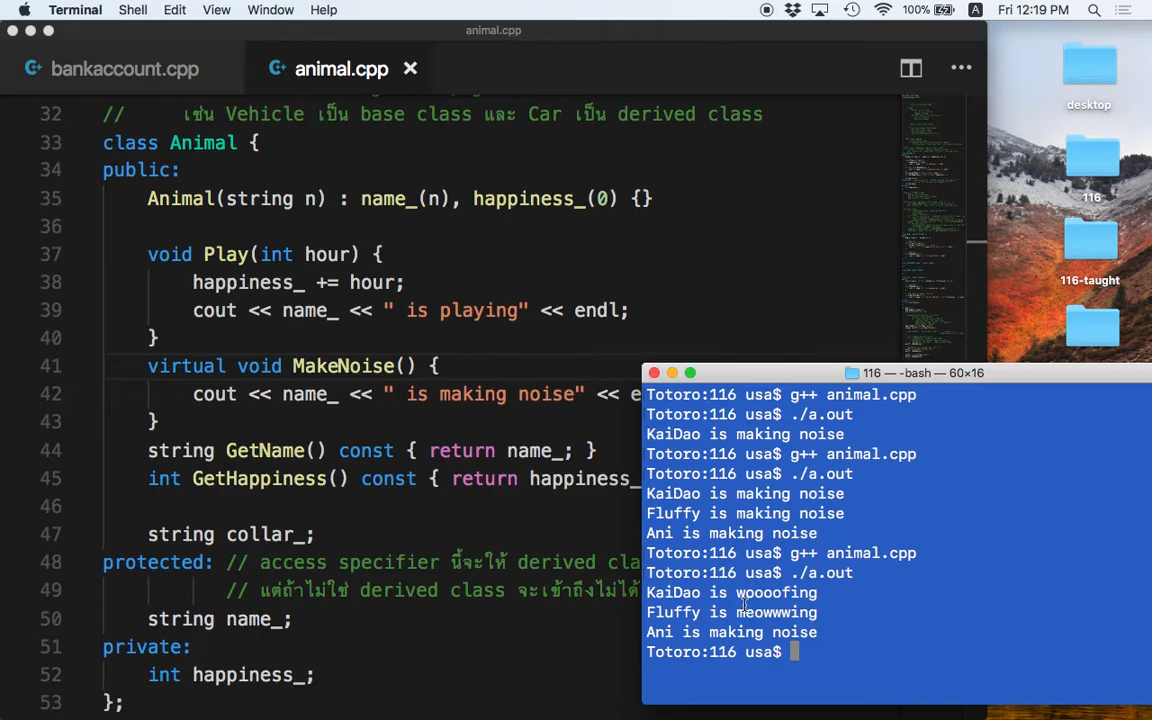 Terminal Shell Edit View Window Help 100% A Fri 12:19 PM
animal.cpp
bankaccount.cpp animal.cpp
desktop
116
116-taught
32 // เช่น Vehicle เป็น base class และ Car เป็น derived class
33 class Animal {
34 public:
35 Animal(string n) : name_(n), happiness_(0) {}
36
37 void Play(int hour) {
38 happiness_ += hour;
39 cout << name_ << " is playing" << endl;
40 }
41 virtual void MakeNoise() {
42 cout << name_ << " is making noise" << e
43 }
44 string GetName() const { return name_; }
45 int GetHappiness() const { return happiness_
46
47 string collar_;
48 protected: // access specifier นี้จะให้ derived cla
49 // แต่ถ้าไม่ใช่ derived class จะเข้าถึงไม่ได้
50 string name_;
51 private:
52 int happiness_;
53 };
116 — -bash — 60×16
Totoro:116 usa$ g++ animal.cpp
Totoro:116 usa$ ./a.out
KaiDao is making noise
Totoro:116 usa$ g++ animal.cpp
Totoro:116 usa$ ./a.out
KaiDao is making noise
Fluffy is making noise
Ani is making noise
Totoro:116 usa$ g++ animal.cpp
Totoro:116 usa$ ./a.out
KaiDao is woooofing
Fluffy is meowwwing
Ani is making noise
Totoro:116 usa$